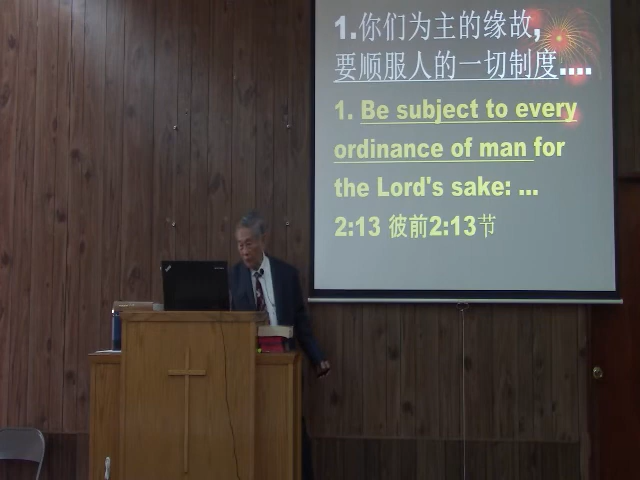 1.你们为主的缘故,
要顺服人的一切制度....
1. Be subject to every
ordinance of man for
the Lord's sake: ...
2:13 彼前2:13节